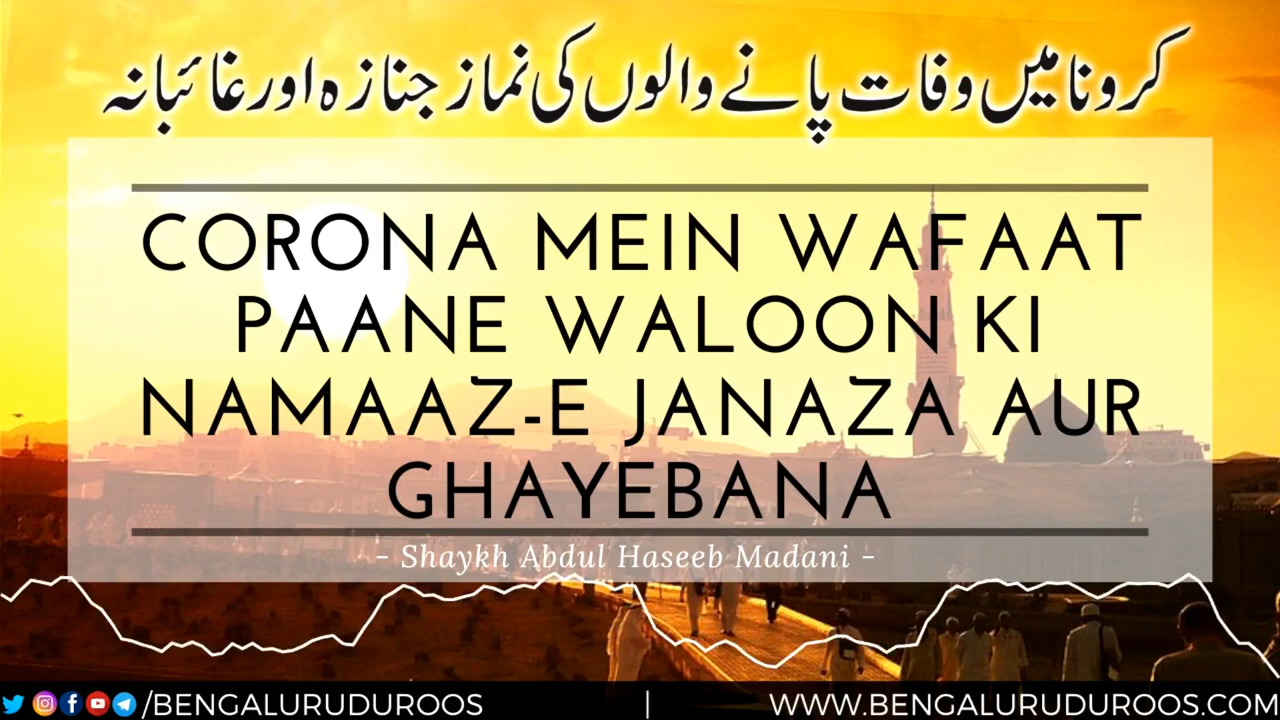 کرونا میں وفات پانے والوں کی نماز جنازہ اور غائبانہ
CORONA MEIN WAFAAT
PAANE WALOON KI
NAMAAZ-E JANAZA AUR
GHAYEBANA
- Shaykh Abdul Haseeb Madani -
/BENGALURUDUROOS | WWW.BENGALURUDUROOS.COM